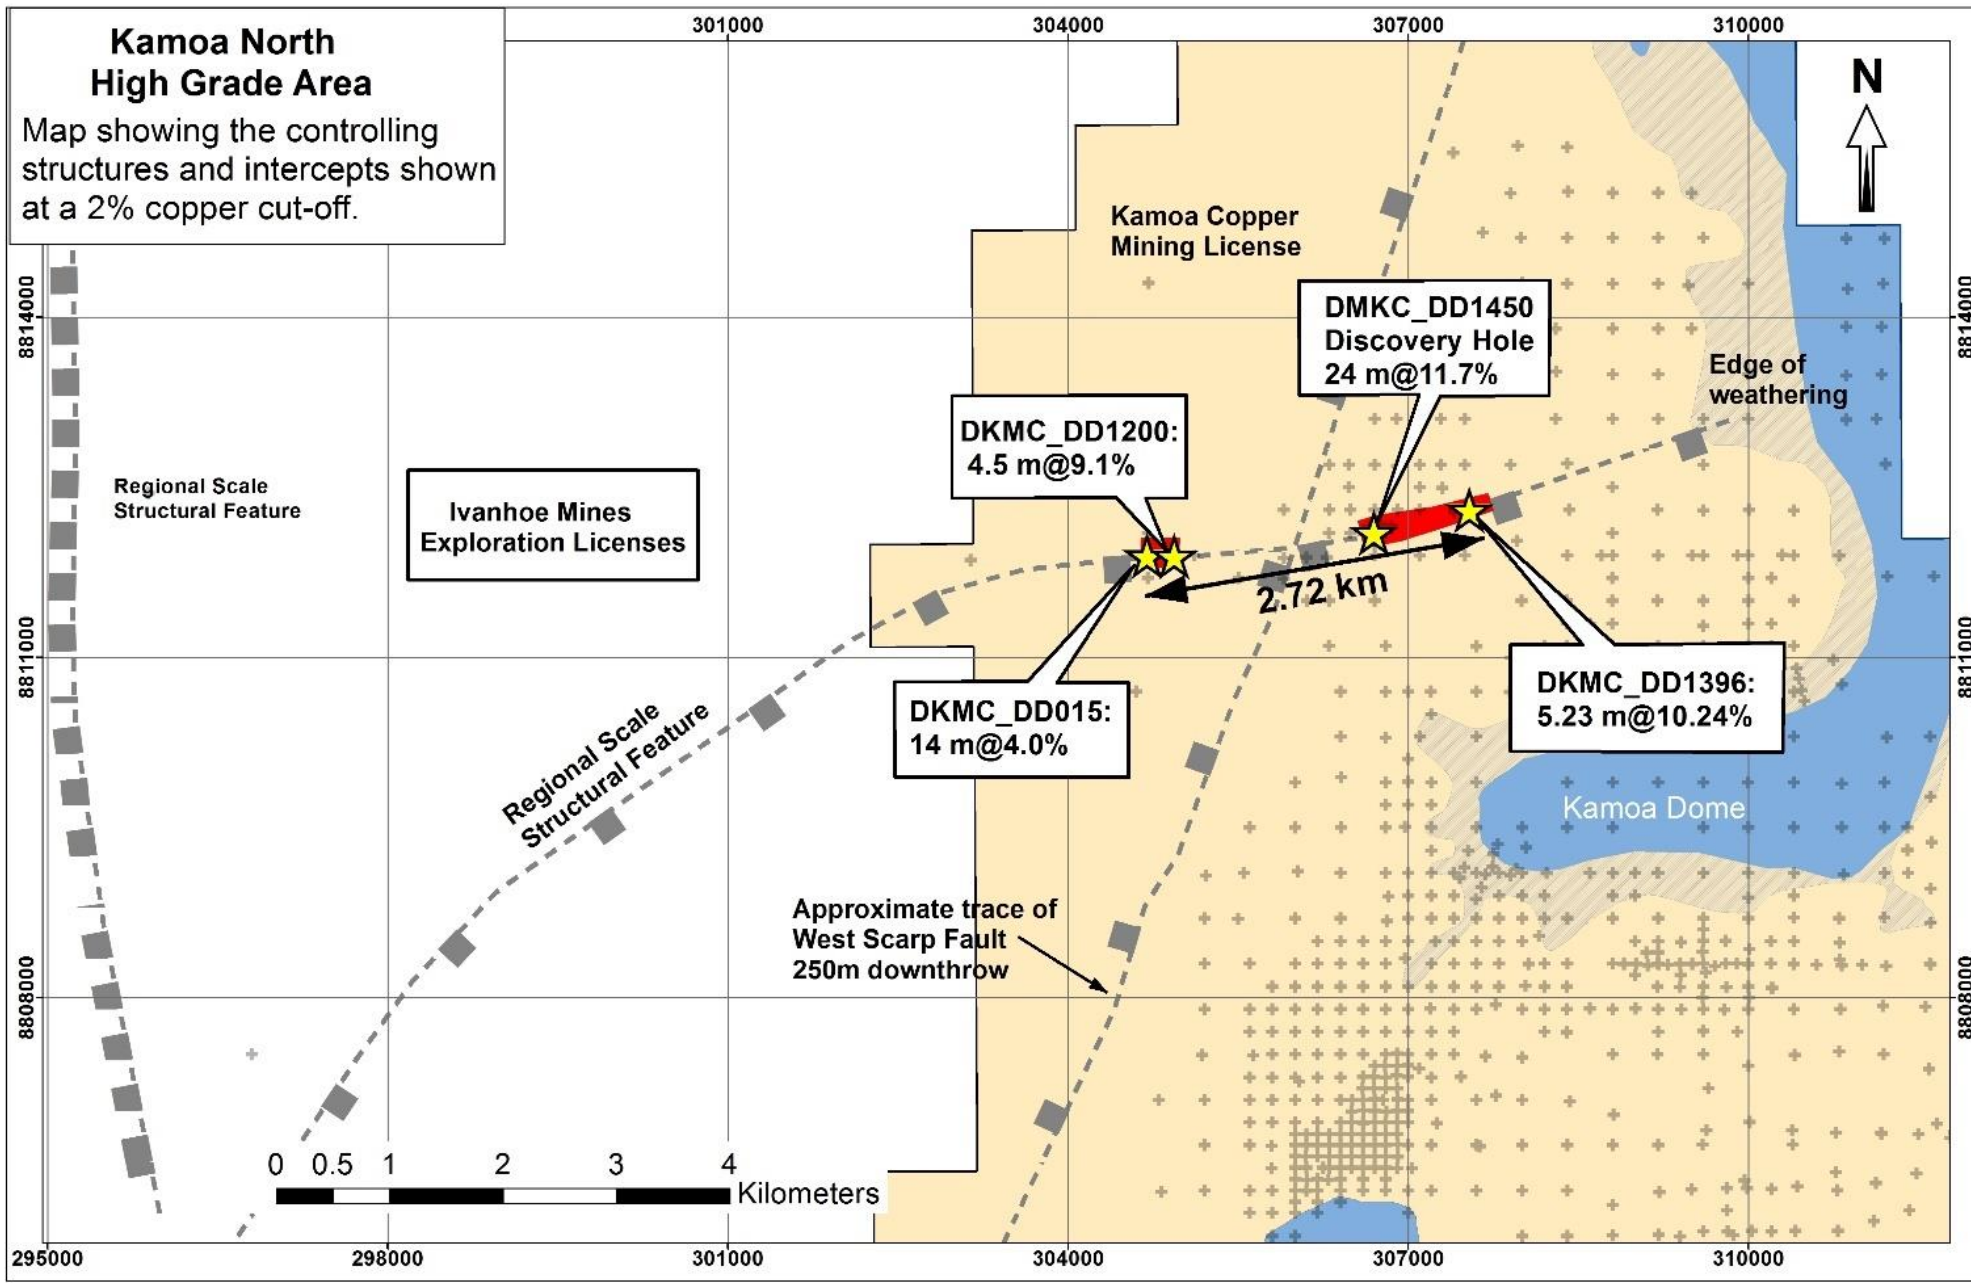 Kamoa North
High Grade Area
Map showing the controlling
structures and intercepts shown
at a 2% copper cut-off.
301000
304000
307000
310000
N
Kamoa Copper
Mining License
8814000
8814000
DMKC_DD1450
Discovery Hole
24 m@11.7%
Edge of
weathering
DKMC_DD1200:
4.5 m@9.1%
Regional Scale
Structural Feature
Ivanhoe Mines
Exploration Licenses
2.72 km
8811000
8811000
DKMC_DD015:
14 m@4.0%
DKMC_DD1396:
5.23 m@10.24%
Regional Scale
Structural Feature
Kamoa Dome
Approximate trace of
West Scarp Fault
250m downthrow
8808000
8808000
0 0.5 1 2 3 4
Kilometers
295000
298000
301000
304000
307000
310000